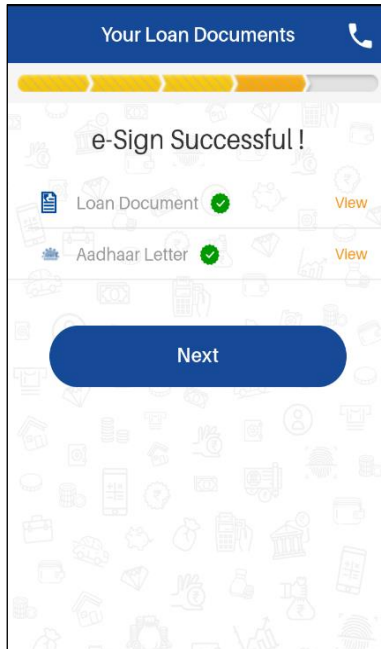 Your Loan Documents
e-Sign Successful !
Loan Document View
Aadhaar Letter View
Next